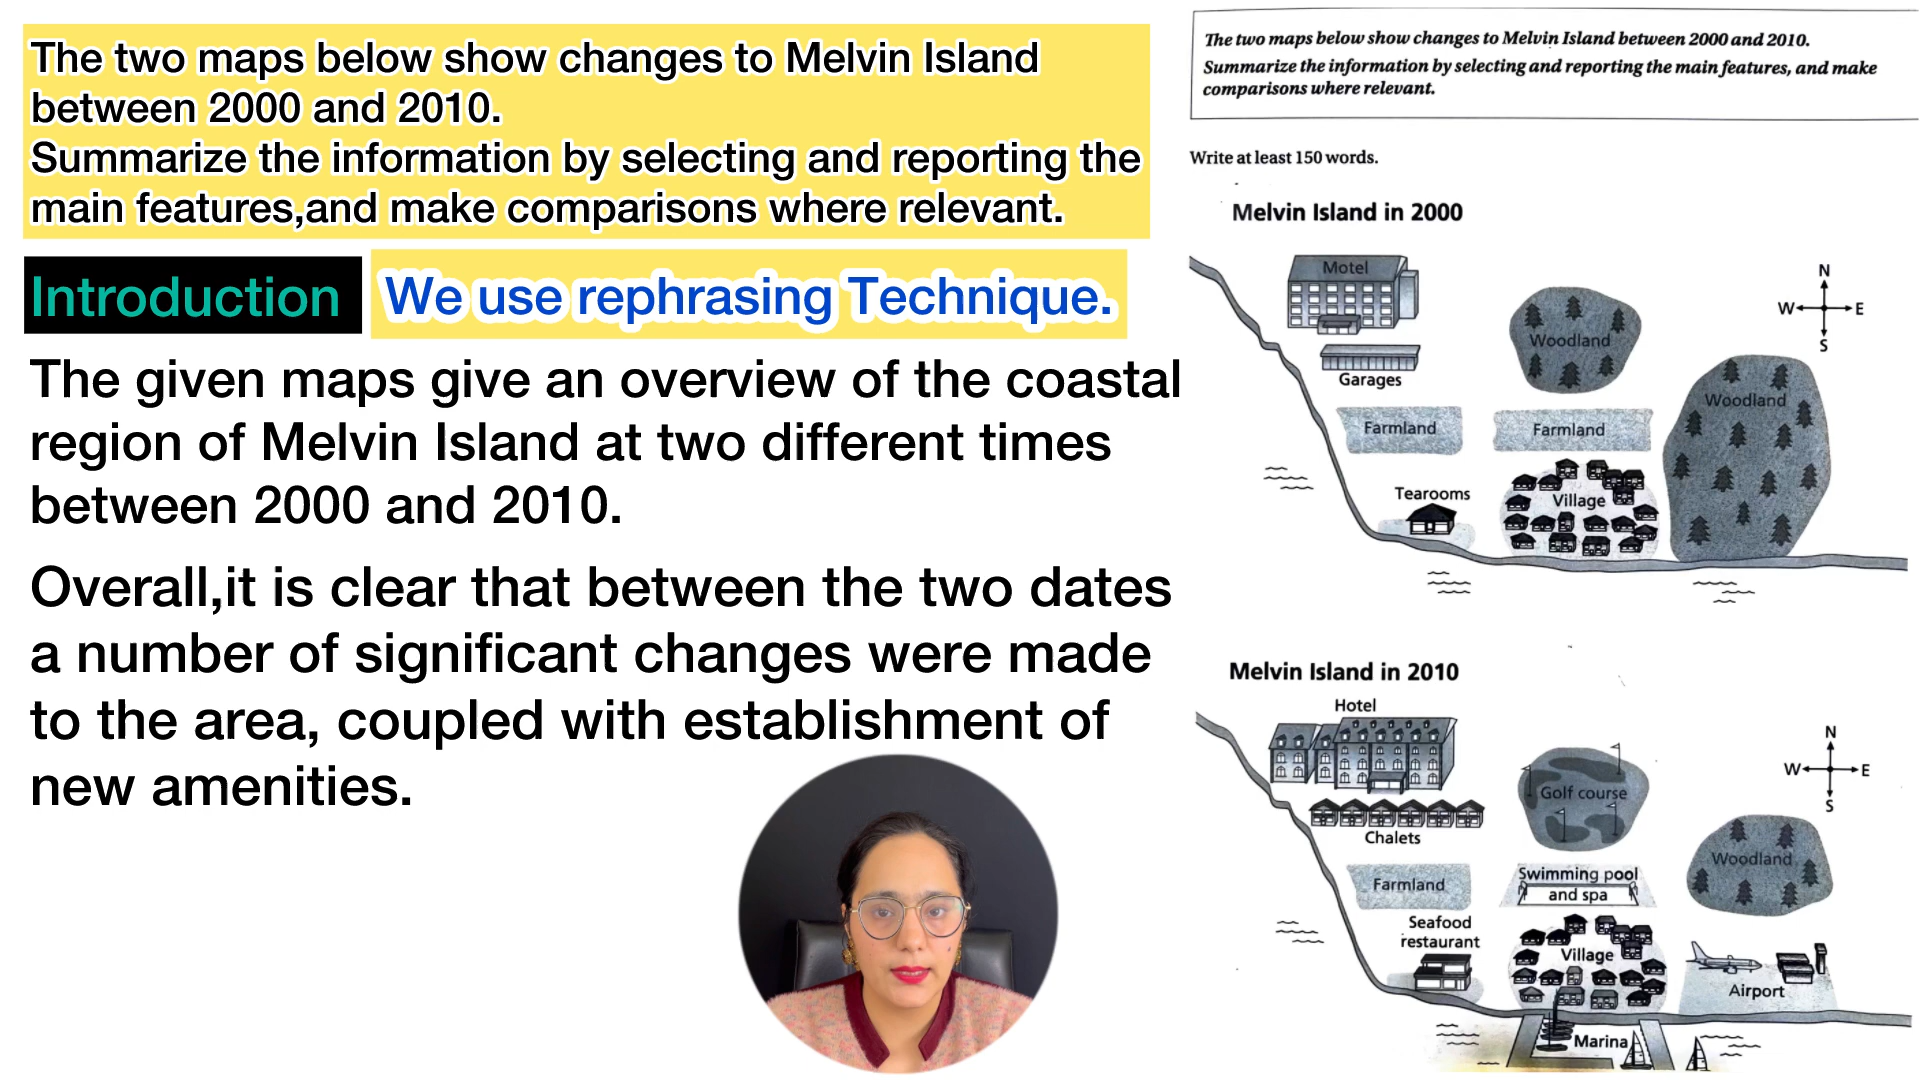 The two maps below show changes to Melvin Island
between 2000 and 2010.
Summarize the information by selecting and reporting the
main features,and make comparisons where relevant.
Introduction
We use rephrasing Technique.
The given maps give an overview of the coastal
region of Melvin Island at two different times
between 2000 and 2010.
Overall,it is clear that between the two dates
a number of significant changes were made
to the area, coupled with establishment of
new amenities.
The two maps below show changes to Melvin Island between 2000 and 2010.
Summarize the information by selecting and reporting the main features, and make
comparisons where relevant.
Write at least 150 words.
Melvin Island in 2000
Motel
N
W E
S
Woodland
Garages
Woodland
Farmland
Farmland
Tearooms
Village
Melvin Island in 2010
Hotel
N
W E
S
Golf course
Chalets
Woodland
Farmland
Swimming pool
and spa
Seafood
restaurant
Village
Airport
Marina